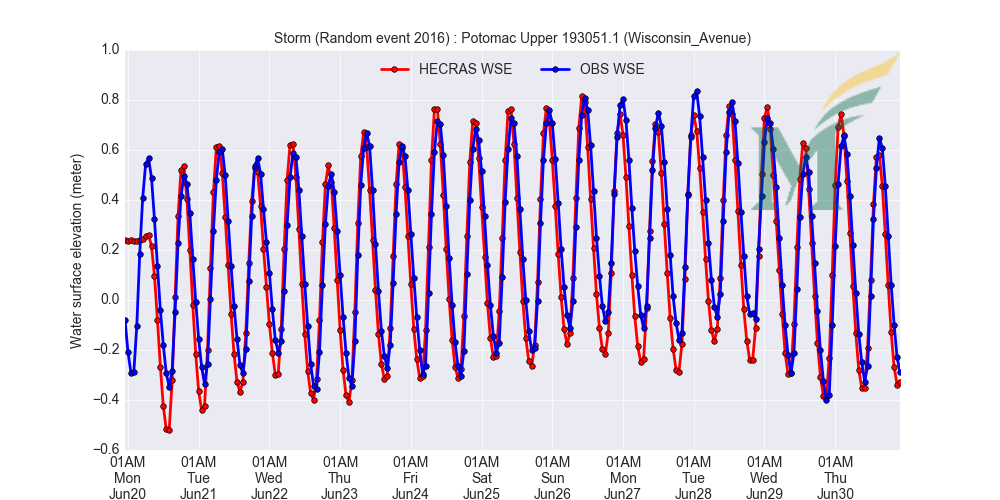 Storm (Random event 2016) : Potomac Upper 193051.1 (Wisconsin_Avenue)
HECRAS WSE
OBS WSE
Water surface elevation (meter)
1.0
0.8
0.6
0.4
0.2
0.0
−0.2
−0.4
−0.6
01AM 01AM 01AM 01AM 01AM 01AM 01AM 01AM 01AM 01AM 01AM
Mon Tue Wed Thu Fri Sat Sun Mon Tue Wed Thu
Jun20 Jun21 Jun22 Jun23 Jun24 Jun25 Jun26 Jun27 Jun28 Jun29 Jun30
M